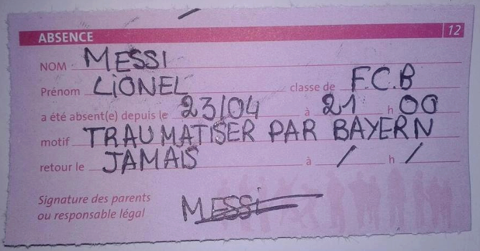 ABSENCE 12
NOM : MESSI
Prénom LIONEL classe de F.C.B
a été absent(e) depuis le 23/04 à 21 h 00
motif TRAUMATISER PAR BAYERN
retour le JAMAIS à / h /
Signature des parents
ou responsable légal MESSI